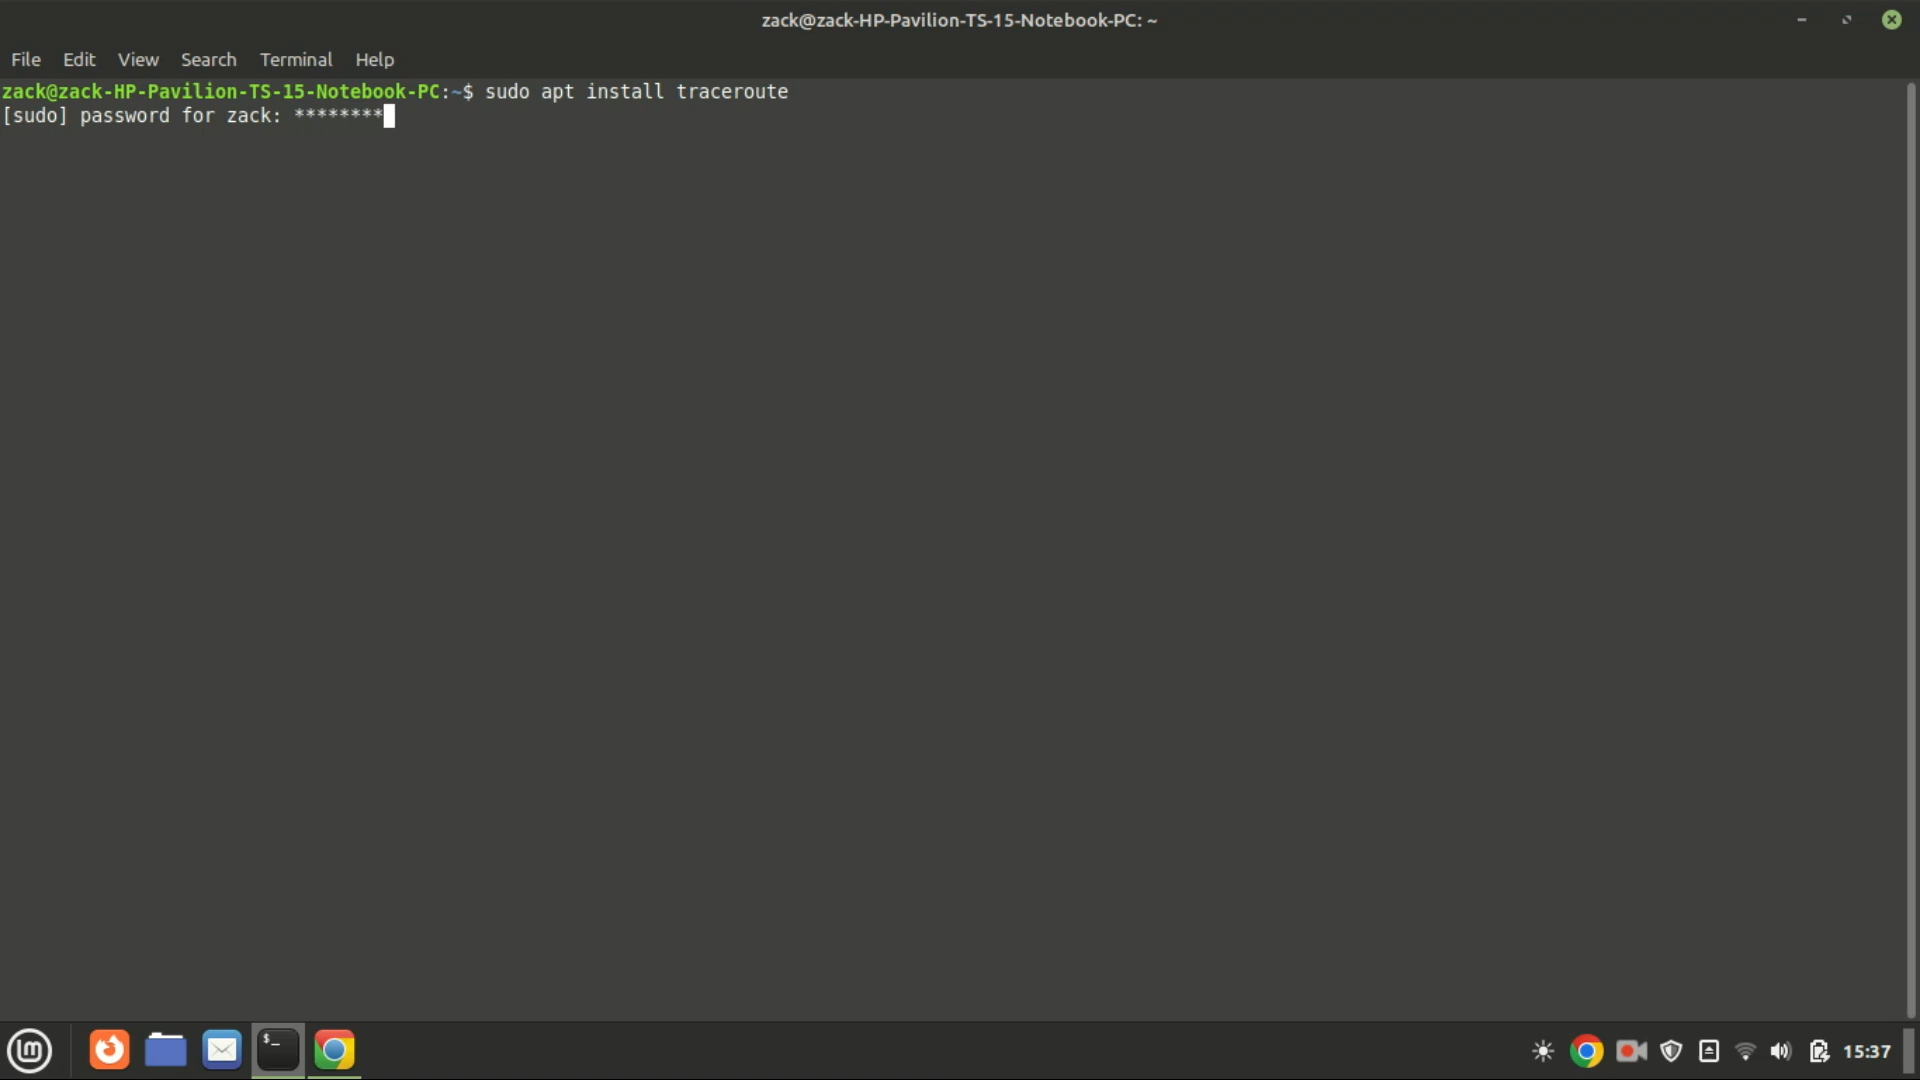 zack@zack-HP-Pavilion-TS-15-Notebook-PC: ~
File Edit View Search Terminal Help
zack@zack-HP-Pavilion-TS-15-Notebook-PC:~$ sudo apt install traceroute
[sudo] password for zack: ********
$_
lm
15:37